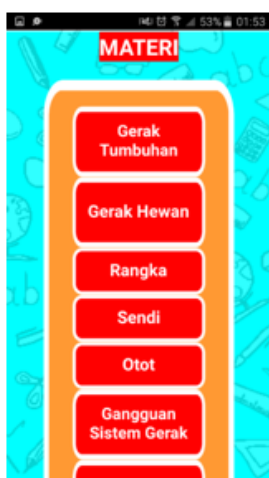 53% 01:53
MATERI
Gerak
Tumbuhan
Gerak Hewan
Rangka
Sendi
Otot
Gangguan
Sistem Gerak